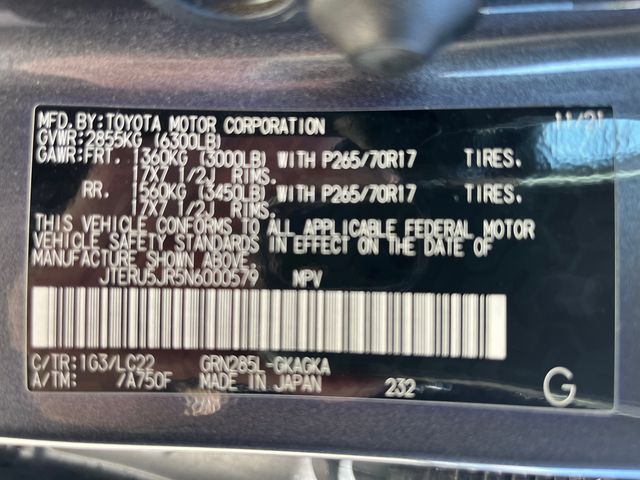 MFD.BY:TOYOTA MOTOR CORPORATION 11/21
GVWR:2855KG (6300LB)
GAWR:FRT. 1360KG (3000LB) WITH P265/70R17 TIRES.
17X7 1/2J RIMS.
RR. 1560KG (3450LB) WITH P265/70R17 TIRES.
17X7 1/2J RIMS.
THIS VEHICLE CONFORMS TO ALL APPLICABLE FEDERAL MOTOR
VEHICLE SAFETY STANDARDS IN EFFECT ON THE DATE OF
MANUFACTURE SHOWN ABOVE.
JTERU5JR5N6000579 MPV
C/TR:1G3/LC22 GRN285L-GKAGKA
A/TM: /A750F MADE IN JAPAN 232 G